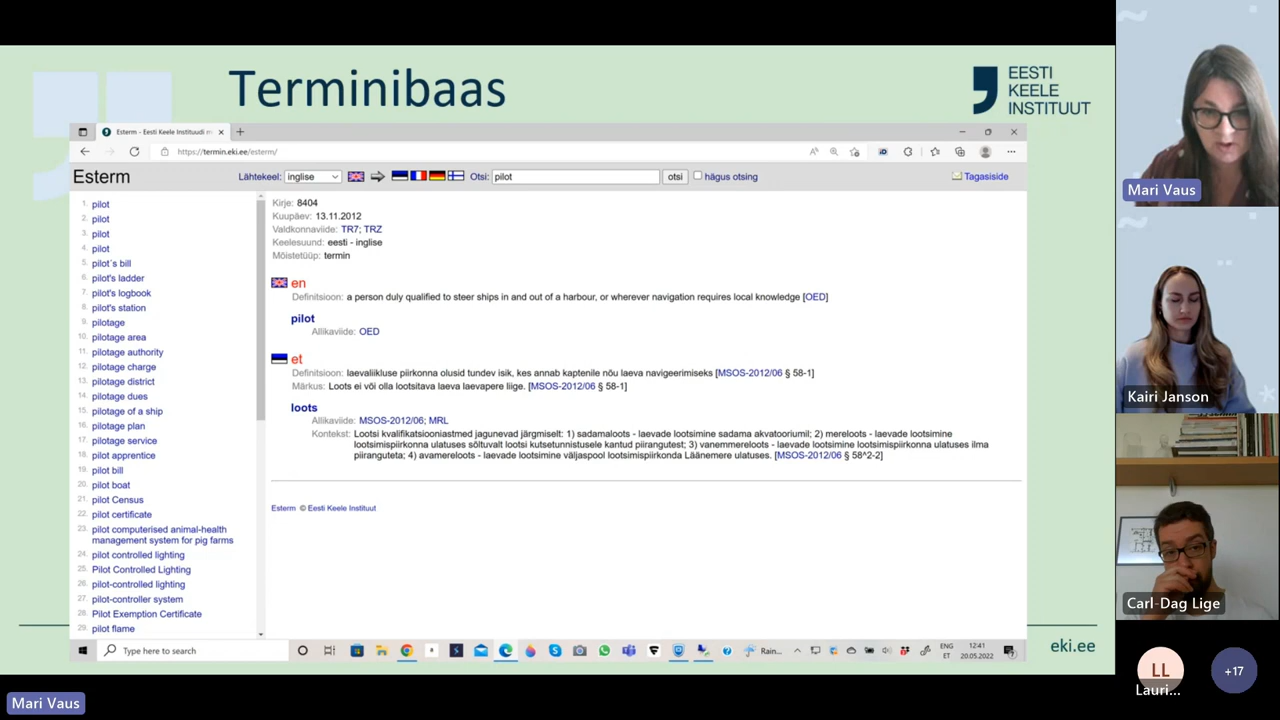 Terminibaas
EESTI
KEELE
INSTITUUT
Esterm - Eesti Keele Instituudi m
https://termin.eki.ee/esterm/
Esterm
Lähtekeel: inglise
Otsi: pilot
otsi
hägus otsing
Tagasiside
1. pilot
2. pilot
3. pilot
4. pilot
5. pilot´s bill
6. pilot's ladder
7. pilot's logbook
8. pilot's station
9. pilotage
10. pilotage area
11. pilotage authority
12. pilotage charge
13. pilotage district
14. pilotage dues
15. pilotage of a ship
16. pilotage plan
17. pilotage service
18. pilot apprentice
19. pilot bill
20. pilot boat
21. pilot Census
22. pilot certificate
23. pilot computerised animal-health
management system for pig farms
24. pilot controlled lighting
25. Pilot Controlled Lighting
26. pilot-controlled lighting
27. pilot-controller system
28. Pilot Exemption Certificate
29. pilot flame
Kirje: 8404
Kuupäev: 13.11.2012
Valdkonnaviide: TR7; TRZ
Keelesuund: eesti - inglise
Mõistetüüp: termin
en
Definitsioon: a person duly qualified to steer ships in and out of a harbour, or wherever navigation requires local knowledge [OED]
pilot
Allikaviide: OED
et
Definitsioon: laevaliikluse piirkonna olusid tundev isik, kes annab kaptenile nõu laeva navigeerimiseks [MSOS-2012/06 § 58-1]
Märkus: Loots ei või olla lootsitava laeva laevapere liige. [MSOS-2012/06 § 58-1]
loots
Allikaviide: MSOS-2012/06; MRL
Kontekst: Lootsi kvalifikatsiooniastmed jagunevad järgmiselt: 1) sadamaloots - laevade lootsimine sadama akvatooriumil; 2) mereloots - laevade lootsimine
lootsimispiirkonna ulatuses sõltuvalt lootsi kutsetunnistusele kantud piirangutest; 3) vanemmereloots - laevade lootsimine lootsimispiirkonna ulatuses ilma
piiranguteta; 4) avamereloots - laevade lootsimine väljaspool lootsimispiirkonda Läänemere ulatuses. [MSOS-2012/06 § 58^2-2]
Esterm © Eesti Keele Instituut
Type here to search
Rain...
ENG
ET
12:41
20.05.2022
eki.ee
Mari Vaus
Mari Vaus
Kairi Janson
Carl-Dag Lige
LL
Lauri...
+17